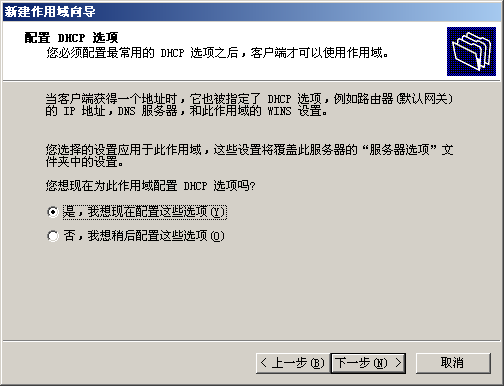 新建作用域向导
配置 DHCP 选项
您必须配置最常用的 DHCP 选项之后，客户端才可以使用作用域。
当客户端获得一个地址时，它也被指定了 DHCP 选项，例如路由器(默认网关)
的 IP 地址，DNS 服务器，和此作用域的 WINS 设置。
您选择的设置应用于此作用域，这些设置将覆盖此服务器的“服务器选项”文
件夹中的设置。
您想现在为此作用域配置 DHCP 选项吗?
是，我想现在配置这些选项(Y)
否，我想稍后配置这些选项(O)
< 上一步(B) 下一步(N) > 取消